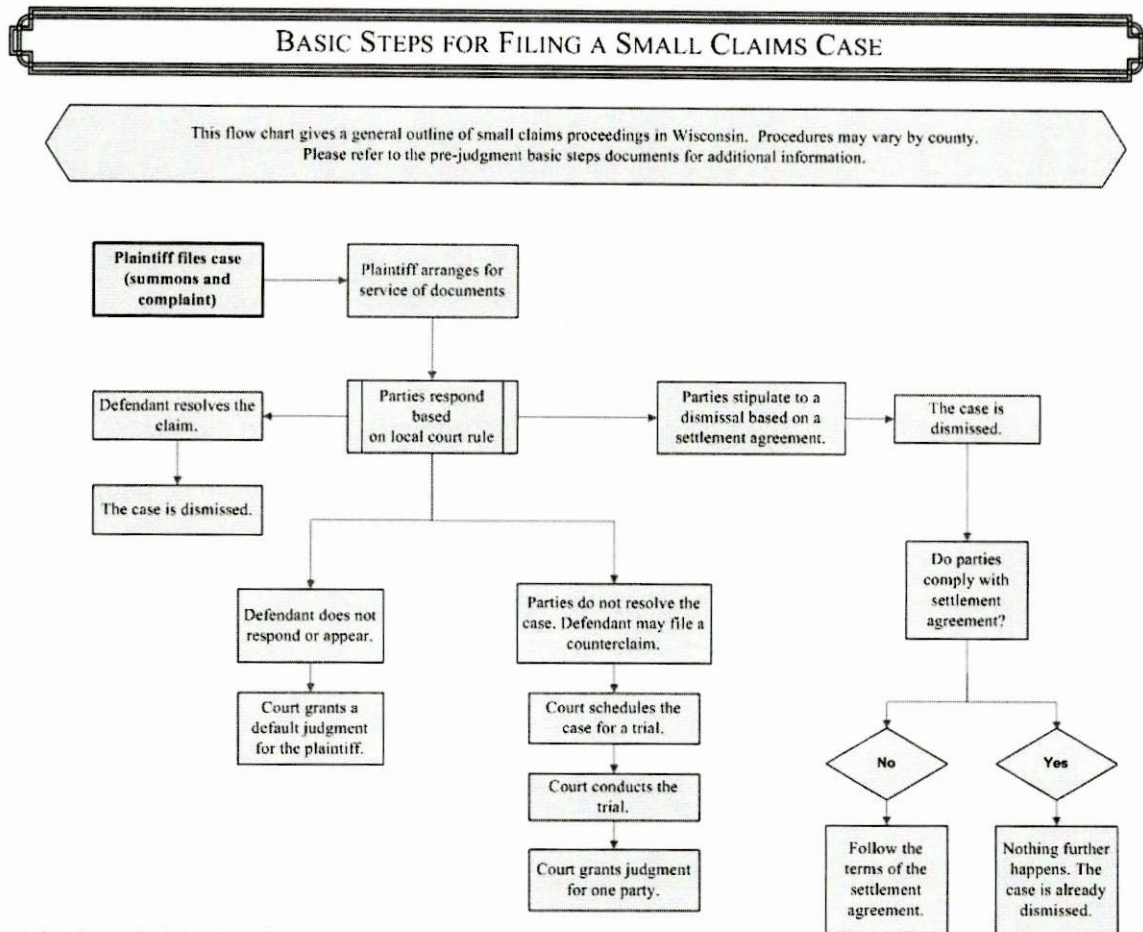 BASIC STEPS FOR FILING A SMALL CLAIMS CASE
This flow chart gives a general outline of small claims proceedings in Wisconsin. Procedures may vary by county.
Please refer to the pre-judgment basic steps documents for additional information.
Plaintiff files case
(summons and
complaint)
Plaintiff arranges for
service of documents
Defendant resolves the
claim.
Parties respond
based
on local court rule
Parties stipulate to
a dismissal based on a
settlement agreement.
The case is
dismissed.
The case is dismissed.
Defendant does not
respond or appear.
Parties do not resolve the
case. Defendant may file a
counterclaim.
Do parties
comply with
settlement
agreement?
Court grants a
default judgment
for the plaintiff.
Court schedules the
case for a trial.
Court conducts the
trial.
Court grants judgment
for one party.
No
Yes
Follow the
terms of the
settlement
agreement.
Nothing further
happens. The
case is already
dismissed.